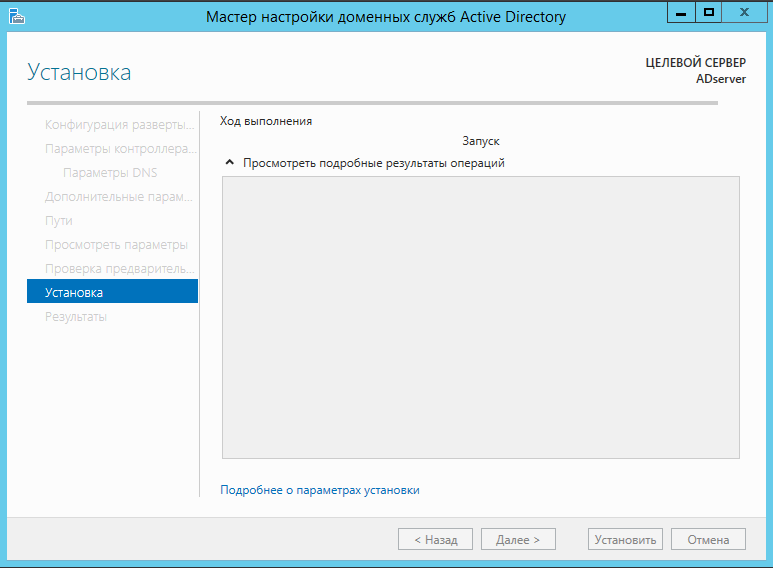 Мастер настройки доменных служб Active Directory
Установка
ЦЕЛЕВОЙ СЕРВЕР
ADserver
Конфигурация разверты...
Параметры контроллера...
Параметры DNS
Дополнительные парам...
Пути
Просмотреть параметры
Проверка предваритель...
Установка
Результаты
Ход выполнения
Запуск
Просмотреть подробные результаты операций
Подробнее о параметрах установки
< Назад
Далее >
Установить
Отмена